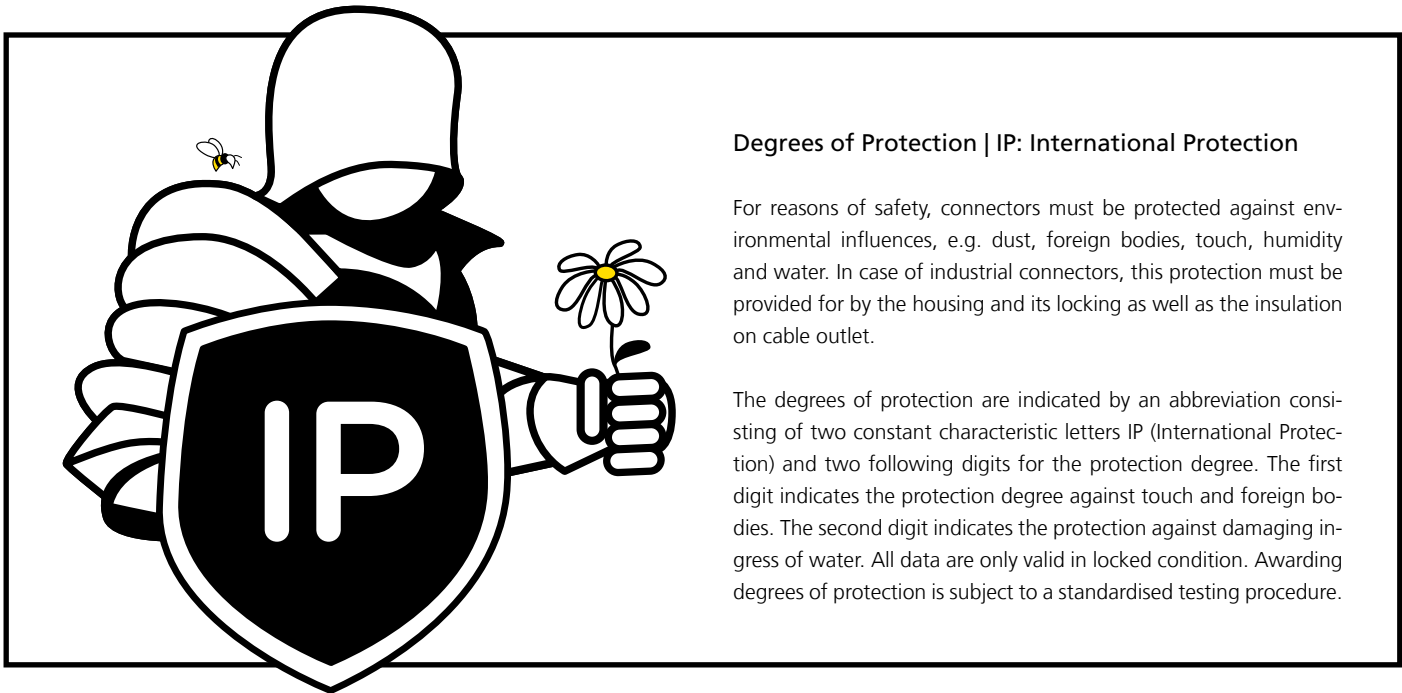 IP
Degrees of Protection | IP: International Protection
For reasons of safety, connectors must be protected against env-
ironmental influences, e.g. dust, foreign bodies, touch, humidity
and water. In case of industrial connectors, this protection must be
provided for by the housing and its locking as well as the insulation
on cable outlet.
The degrees of protection are indicated by an abbreviation consi-
sting of two constant characteristic letters IP (International Protec-
tion) and two following digits for the protection degree. The first
digit indicates the protection degree against touch and foreign bo-
dies. The second digit indicates the protection against damaging in-
gress of water. All data are only valid in locked condition. Awarding
degrees of protection is subject to a standardised testing procedure.